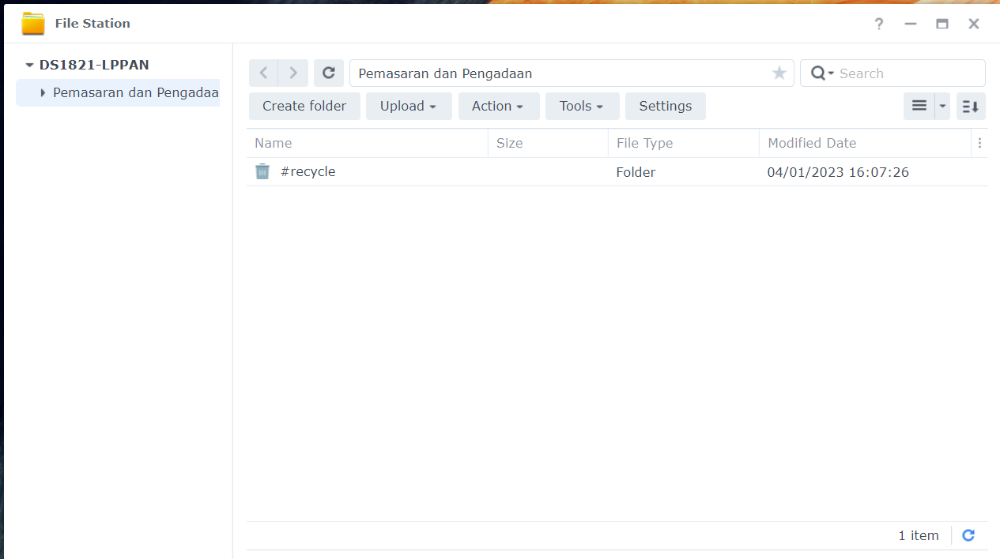 File Station
?
DS1821-LPPAN
Pemasaran dan Pengadaa
Pemasaran dan Pengadaan
Search
Create folder Upload Action Tools Settings
Name Size File Type Modified Date
#recycle Folder 04/01/2023 16:07:26
1 item